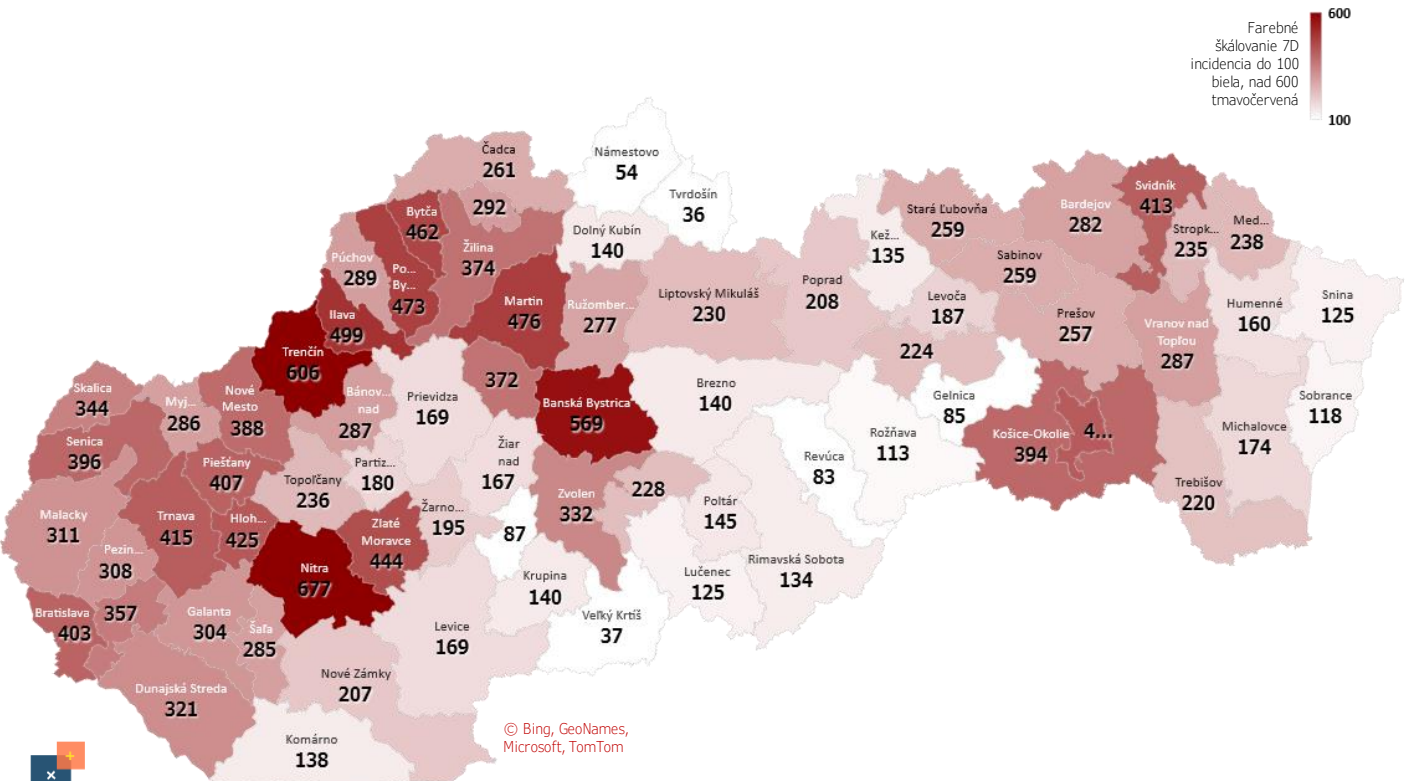 600
Farebné
škálovanie 7D
incidencia do 100
biela, nad 600
tmavočervená
100
Čadca
261
292
Námestovo
54
Tvrdošín
36
Bytča
462
Žilina
374
Dolný Kubín
140
Púchov
289
Po...
By...
473
Ilava
499
Martin
476
Ružomber...
277
Liptovský Mikuláš
230
Poprad
208
Kež...
135
Stará Ľubovňa
259
Sabinov
259
Levoča
187
224
Bardejov
282
Svidník
413
Stropk...
235
Med...
238
Prešov
257
Vranov nad
Topľou
287
Humenné
160
Snina
125
Sobrance
118
Michalovce
174
Trebišov
220
Košice-Okolie
394
4...
Gelnica
85
Rožňava
113
Revúca
83
Brezno
140
Banská Bystrica
569
372
Trenčín
606
Bánov...
nad
287
Prievidza
169
Skalica
344
Myj...
286
Nové
Mesto
388
Senica
396
Piešťany
407
Topoľčany
236
Partiz...
180
Žiar
nad
167
Žarno...
195
Zvolen
332
228
Poltár
145
Malacky
311
Pezin...
308
Trnava
415
Hloh...
425
Zlaté
Moravce
444
Nitra
677
87
Krupina
140
Lučenec
125
Rimavská Sobota
134
Veľký Krtíš
37
Bratislava
403
357
Galanta
304
Šaľa
285
Levice
169
Dunajská Streda
321
Nové Zámky
207
Komárno
138
© Bing, GeoNames,
Microsoft, TomTom